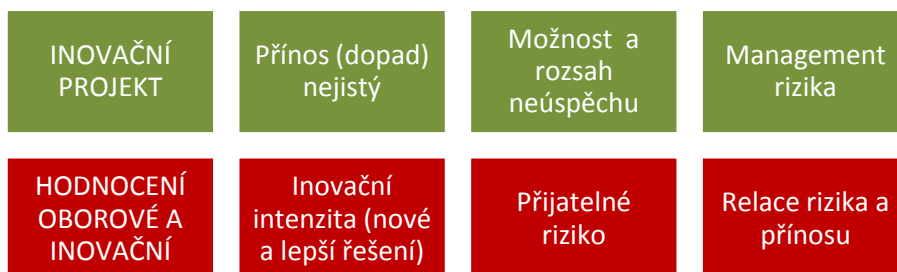 INOVAČNÍ
PROJEKT
Přínos (dopad)
nejistý
Možnost a
rozsah
neúspěchu
Management
rizika
HODNOCENÍ
OBOROVÉ A
INOVAČNÍ
Inovační
intenzita (nové
a lepší řešení)
Přijatelné
riziko
Relace rizika a
přínosu